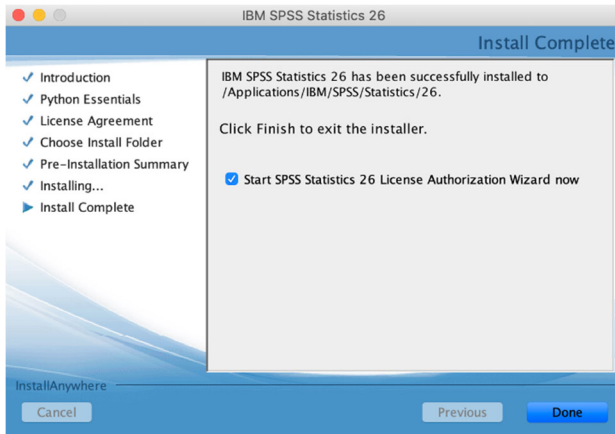 IBM SPSS Statistics 26
Install Complete
Introduction
Python Essentials
License Agreement
Choose Install Folder
Pre-Installation Summary
Installing...
Install Complete
IBM SPSS Statistics 26 has been successfully installed to
/Applications/IBM/SPSS/Statistics/26.
Click Finish to exit the installer.
Start SPSS Statistics 26 License Authorization Wizard now
InstallAnywhere
Cancel
Previous
Done